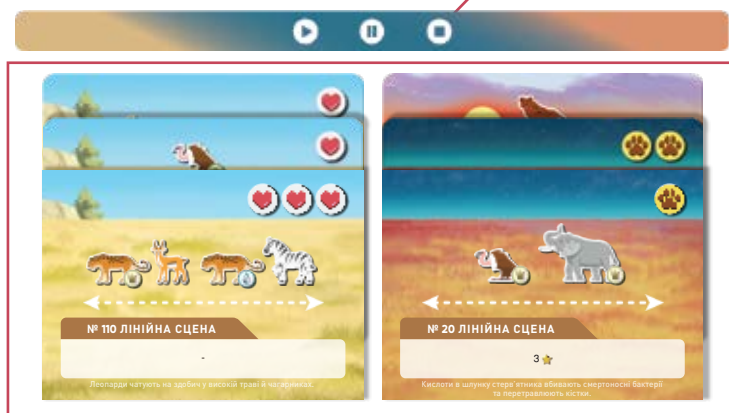 № 110 ЛІНІЙНА СЦЕНА
-
Леопарди чатують на здобич у високій траві й чагарниках.
№ 20 ЛІНІЙНА СЦЕНА
3
Кислоти в шлунку стерв'ятника вбивають смертоносні бактерії
та перетравлюють кістки.